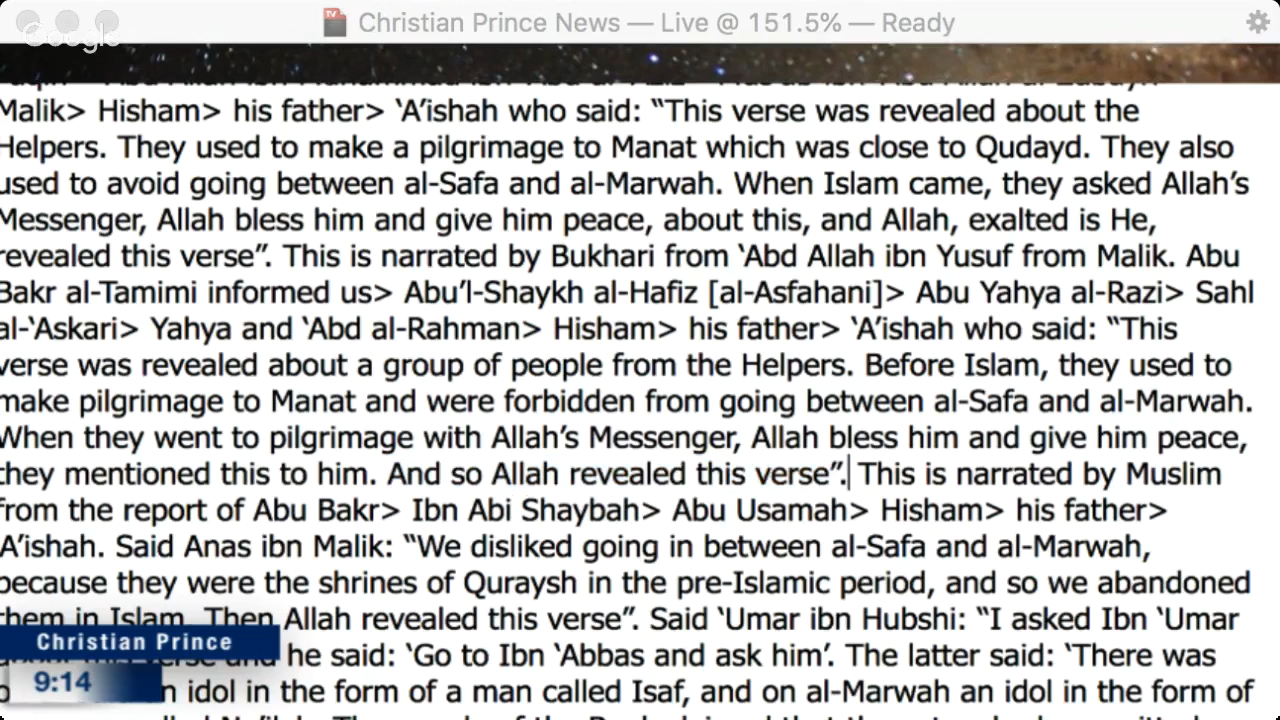 Christian Prince News — Live @ 151.5% — Ready
Google
Malik> Hisham> his father> ‘A’ishah who said: “This verse was revealed about the
Helpers. They used to make a pilgrimage to Manat which was close to Qudayd. They also
used to avoid going between al-Safa and al-Marwah. When Islam came, they asked Allah’s
Messenger, Allah bless him and give him peace, about this, and Allah, exalted is He,
revealed this verse”. This is narrated by Bukhari from ‘Abd Allah ibn Yusuf from Malik. Abu
Bakr al-Tamimi informed us> Abu’l-Shaykh al-Hafiz [al-Asfahani]> Abu Yahya al-Razi> Sahl
al-‘Askari> Yahya and ‘Abd al-Rahman> Hisham> his father> ‘A’ishah who said: “This
verse was revealed about a group of people from the Helpers. Before Islam, they used to
make pilgrimage to Manat and were forbidden from going between al-Safa and al-Marwah.
When they went to pilgrimage with Allah’s Messenger, Allah bless him and give him peace,
they mentioned this to him. And so Allah revealed this verse”. This is narrated by Muslim
from the report of Abu Bakr> Ibn Abi Shaybah> Abu Usamah> Hisham> his father>
A’ishah. Said Anas ibn Malik: “We disliked going in between al-Safa and al-Marwah,
because they were the shrines of Quraysh in the pre-Islamic period, and so we abandoned
them in Islam. Then Allah revealed this verse”. Said ‘Umar ibn Hubshi: “I asked Ibn ‘Umar
verse and he said: ‘Go to Ibn ‘Abbas and ask him’. The latter said: ‘There was
idol in the form of a man called Isaf, and on al-Marwah an idol in the form of
Christian Prince
9:14